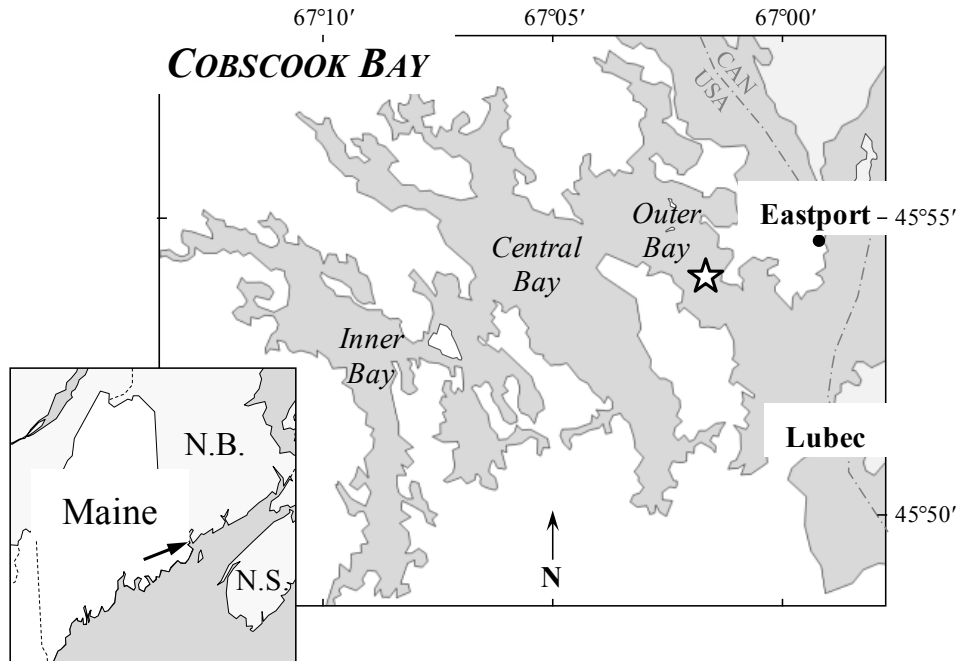 67°10′ 67°05′ 67°00′
COBSCOOK BAY
CAN
USA
Outer
Bay
Eastport
45°55′
Central
Bay
Inner
Bay
Lubec
N.B.
Maine
45°50′
N
N.S.